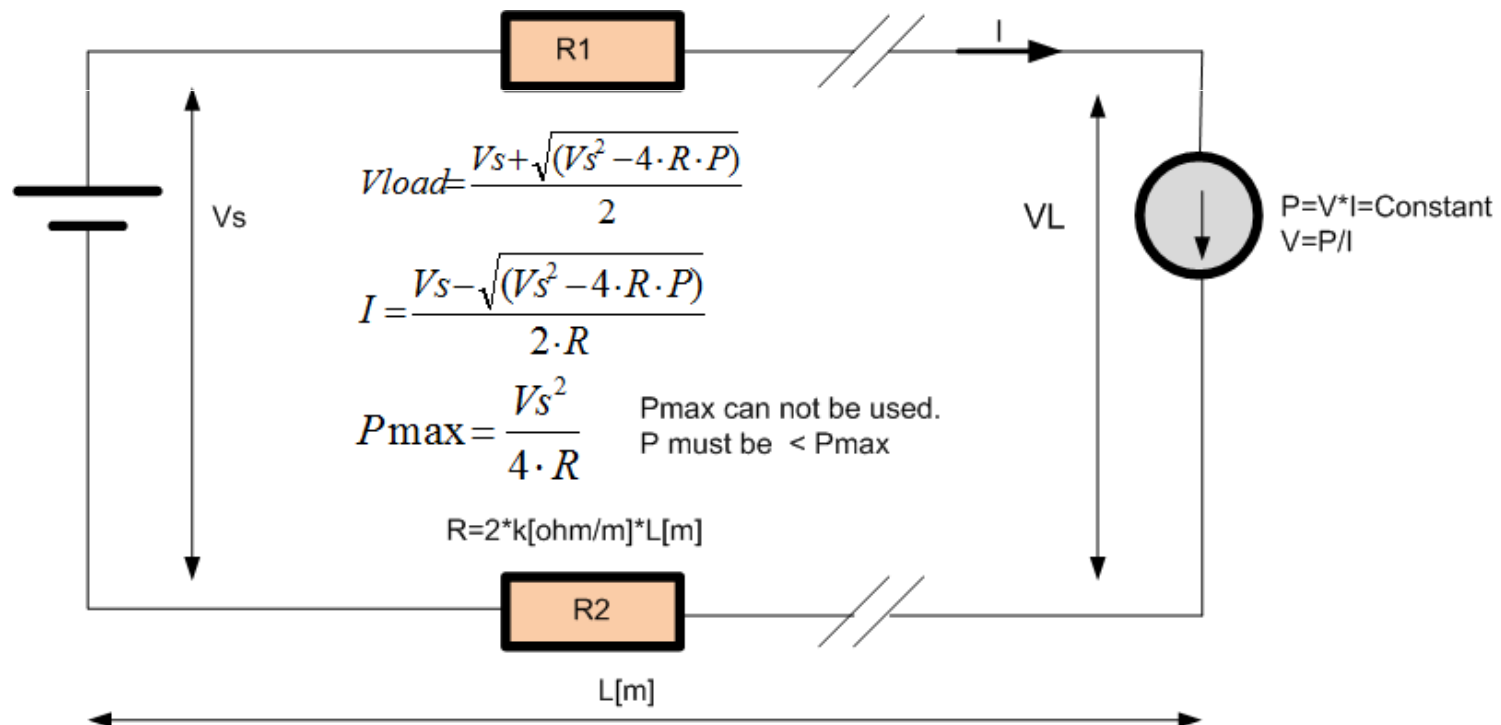 R1
I
Vload=(Vs+√(Vs²−4·R·P))/2
Vs
VL
P=V*I=Constant
V=P/I
I=(Vs−√(Vs²−4·R·P))/(2·R)
Pmax=Vs²/(4·R)
Pmax can not be used.
P must be < Pmax
R=2*k[ohm/m]*L[m]
R2
L[m]